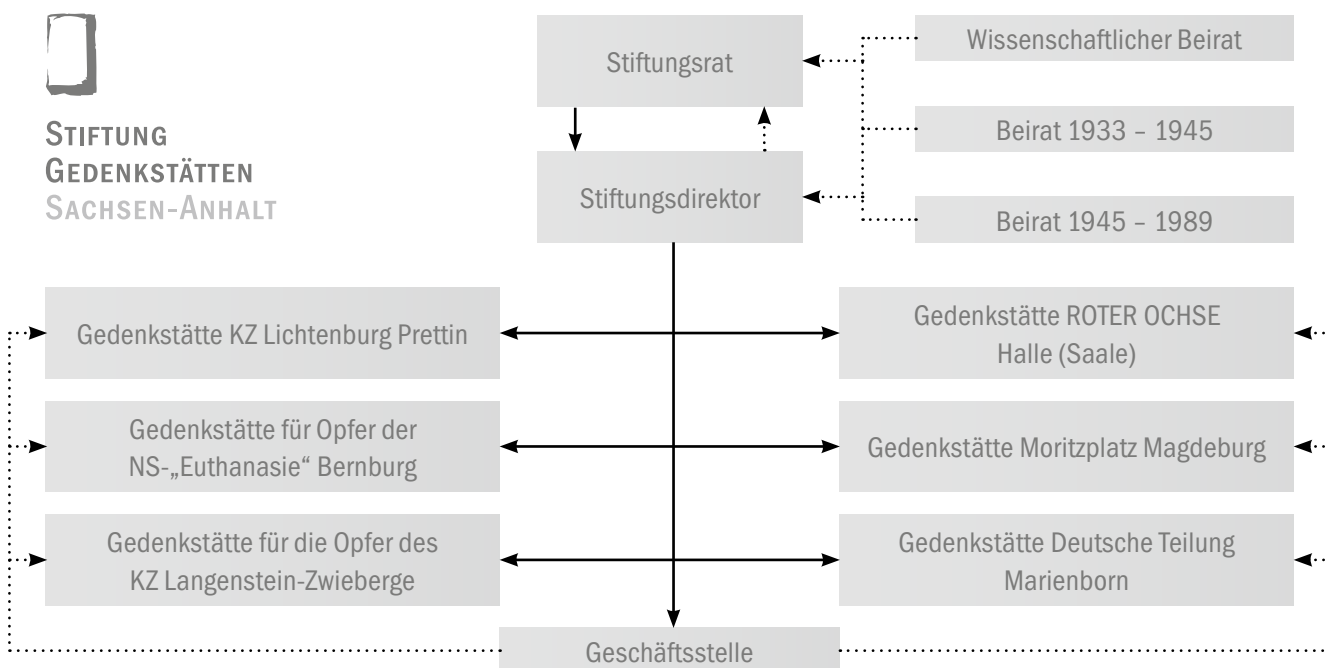 STIFTUNG
GEDENKSTÄTTEN
SACHSEN-ANHALT
Stiftungsrat
Stiftungsdirektor
Wissenschaftlicher Beirat
Beirat 1933 – 1945
Beirat 1945 – 1989
Gedenkstätte KZ Lichtenburg Prettin
Gedenkstätte ROTER OCHSE
Halle (Saale)
Gedenkstätte für Opfer der
NS-„Euthanasie“ Bernburg
Gedenkstätte Moritzplatz Magdeburg
Gedenkstätte für die Opfer des
KZ Langenstein-Zwieberge
Gedenkstätte Deutsche Teilung
Marienborn
Geschäftsstelle